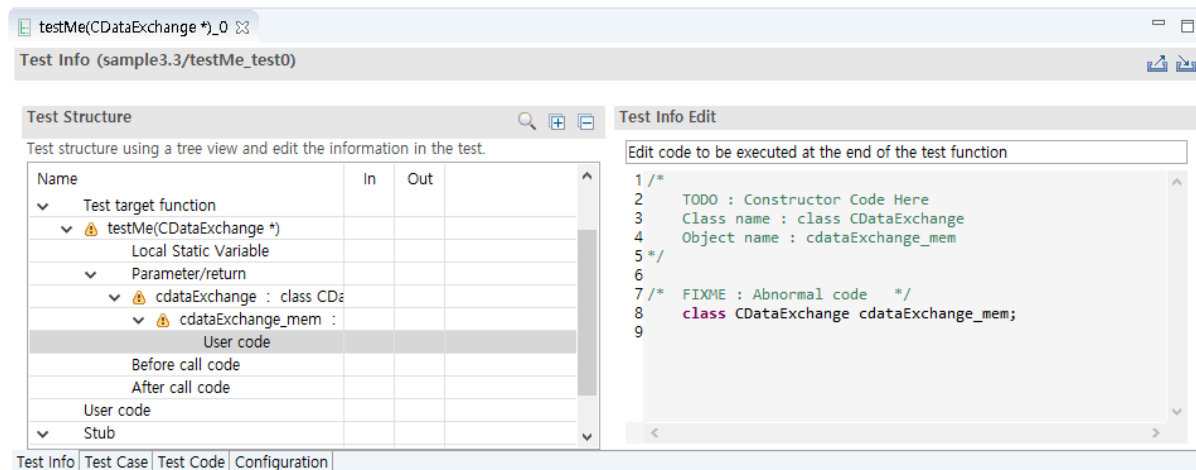 testMe(CDataExchange *)_0
Test Info (sample3.3/testMe_test0)
Test Structure
Test structure using a tree view and edit the information in the test.
Name In Out
Test target function
testMe(CDataExchange *)
Local Static Variable
Parameter/return
cdataExchange : class CDa
cdataExchange_mem :
User code
Before call code
After call code
User code
Stub
Test Info Edit
Edit code to be executed at the end of the test function
1 /*
2 TODO : Constructor Code Here
3 Class name : class CDataExchange
4 Object name : cdataExchange_mem
5 */
6
7 /* FIXME : Abnormal code */
8 class CDataExchange cdataExchange_mem;
9
Test Info Test Case Test Code Configuration